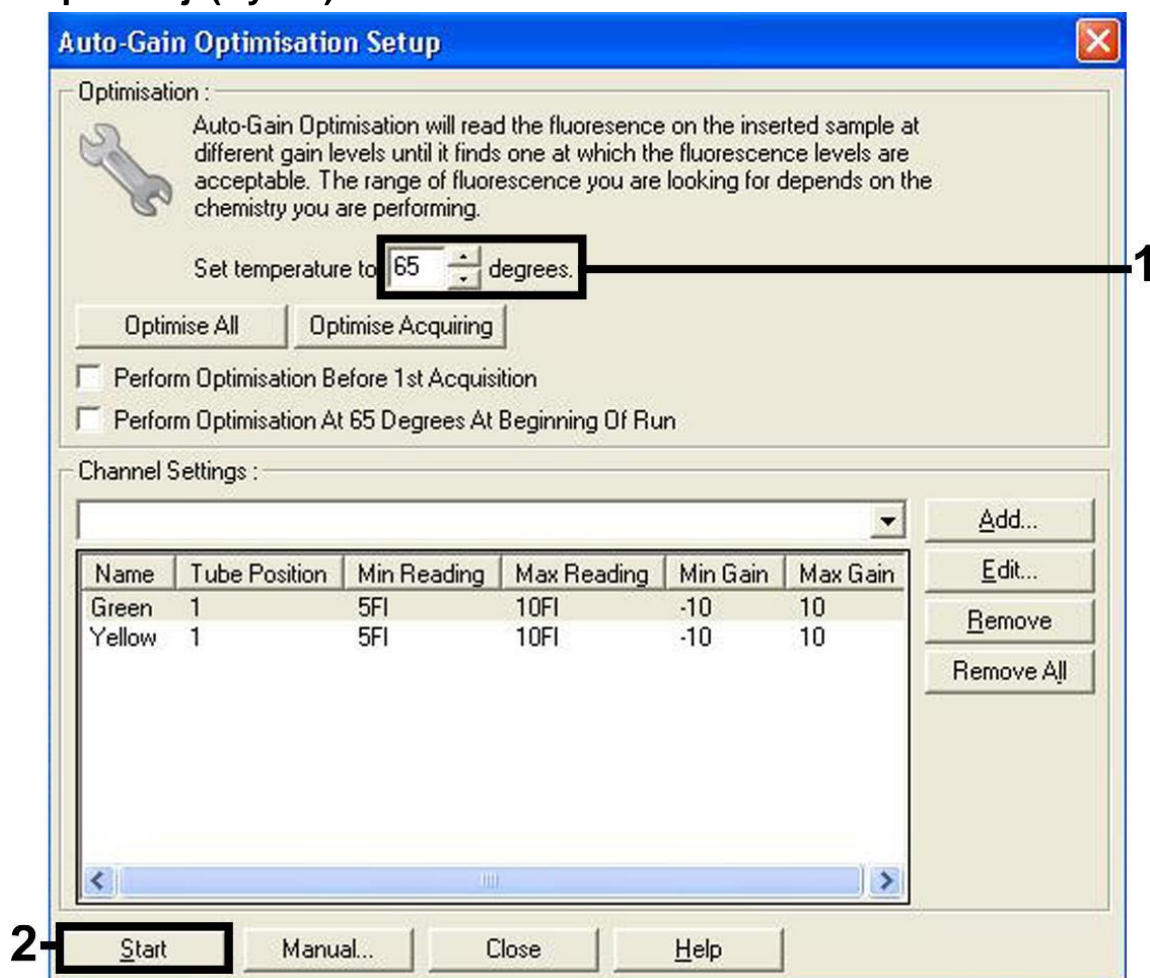 Auto-Gain Optimisation Setup
Optimisation :
Auto-Gain Optimisation will read the fluoresence on the inserted sample at
different gain levels until it finds one at which the fluorescence levels are
acceptable. The range of fluorescence you are looking for depends on the
chemistry you are performing.
Set temperature to 65 degrees.
1
Optimise All Optimise Acquiring
Perform Optimisation Before 1st Acquisition
Perform Optimisation At 65 Degrees At Beginning Of Run
Channel Settings :
Add...
Name Tube Position Min Reading Max Reading Min Gain Max Gain
Edit...
Green 1 5Fl 10Fl -10 10
Remove
Yellow 1 5Fl 10Fl -10 10
Remove All
2
Start Manual... Close Help